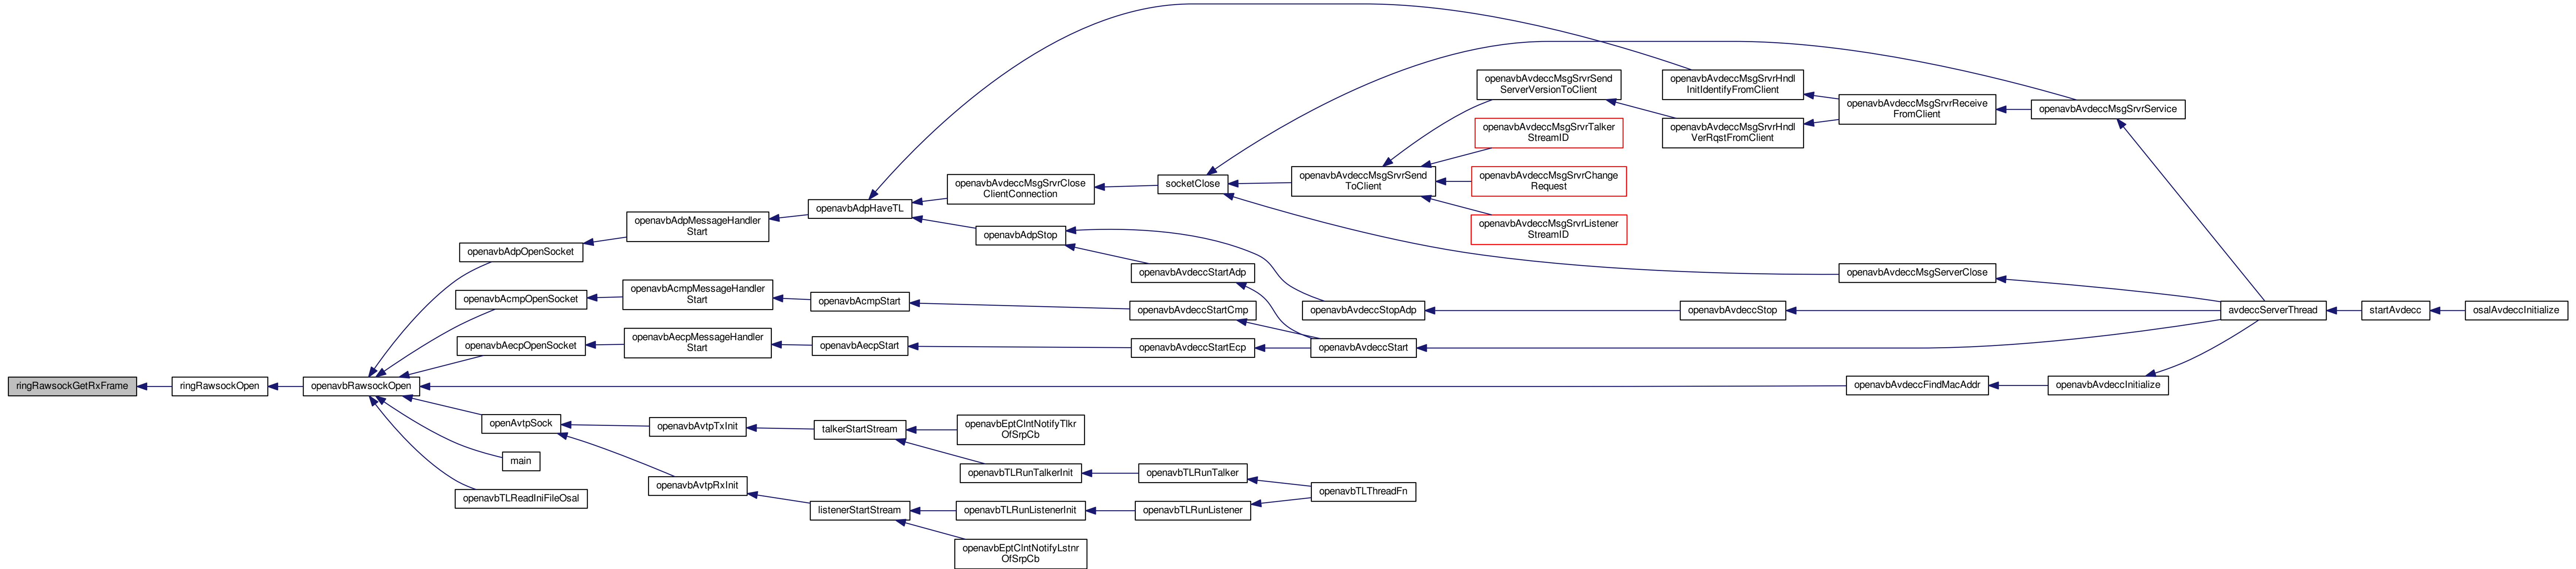 ringRawsockGetRxFrame
ringRawsockOpen
openavbRawsockOpen
openavbAdpOpenSocket
openavbAcmpOpenSocket
openavbAecpOpenSocket
openAvtpSock
main
openavbTLReadIniFileOsal
openavbAdpMessageHandler
Start
openavbAcmpMessageHandler
Start
openavbAecpMessageHandler
Start
openavbAvtpTxInit
openavbAvtpRxInit
openavbAdpHaveTL
openavbAcmpStart
openavbAecpStart
talkerStartStream
listenerStartStream
openavbAvdeccMsgSrvrClose
ClientConnection
openavbAdpStop
openavbEptClntNotifyTlkr
OfSrpCb
openavbTLRunTalkerInit
openavbTLRunListenerInit
openavbEptClntNotifyLstnr
OfSrpCb
socketClose
openavbAvdeccStartAdp
openavbAvdeccStartCmp
openavbAvdeccStartEcp
openavbTLRunTalker
openavbTLRunListener
openavbAvdeccMsgSrvrSend
ToClient
openavbAvdeccStopAdp
openavbAvdeccStart
openavbTLThreadFn
openavbAvdeccMsgSrvrSend
ServerVersionToClient
openavbAvdeccMsgSrvrTalker
StreamID
openavbAvdeccMsgSrvrChange
Request
openavbAvdeccMsgSrvrListener
StreamID
openavbAvdeccMsgSrvrHndl
InitIdentifyFromClient
openavbAvdeccMsgSrvrHndl
VerRqstFromClient
openavbAvdeccStop
openavbAvdeccMsgSrvrReceive
FromClient
openavbAvdeccMsgServerClose
openavbAvdeccFindMacAddr
openavbAvdeccMsgSrvrService
openavbAvdeccInitialize
avdeccServerThread
startAvdecc
osalAvdeccInitialize